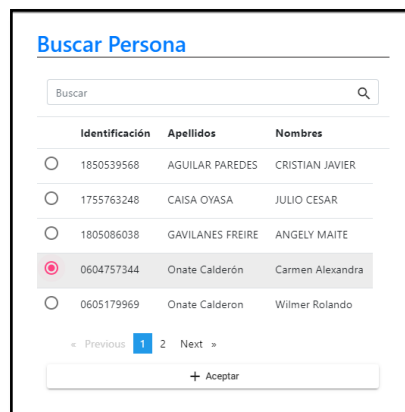 Buscar Persona
Buscar
Identificación Apellidos Nombres
1850539568 AGUILAR PAREDES CRISTIAN JAVIER
1755763248 CAISA OYASA JULIO CESAR
1805086038 GAVILANES FREIRE ANGELY MAITE
0604757344 Onate Calderón Carmen Alexandra
0605179969 Onate Calderon Wilmer Rolando
« Previous 1 2 Next »
+ Aceptar